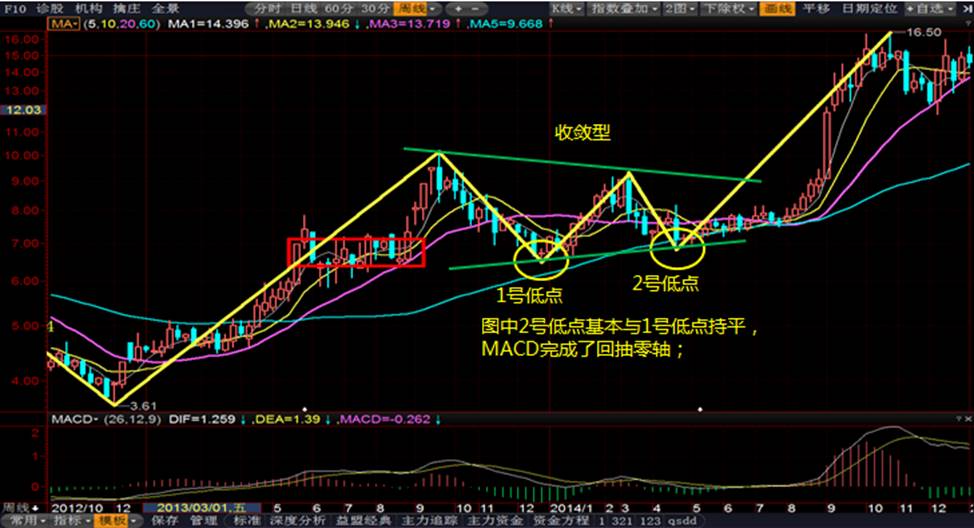 F10 诊股 机构 擒庄 全景 分时 日线 60分 30分 周线 + - K线 指数叠加 2图 下除权 画线 平移 日期定位 +自选
MA (5,10,20,60) MA1=14.396 ↑ ,MA2=13.946 ↓ ,MA3=13.719 ↑ ,MA5=9.668 ↑
16.00
16.50
15.00
14.00
13.00
12.03
11.00
收敛型
10.00
9.00
8.00
7.00
6.00
2号低点
1号低点
图中2号低点基本与1号低点持平，
5.00
4
MACD完成了回抽零轴；
4.00
3.61
MACD (26,12,9) DIF=1.259 ↓ ,DEA=1.39 ↓ ,MACD=-0.262 ↓ ?×
2
1
0
周线 2012/10 12 2013/03/01,五 5 6 7 8 9 10 11 12 2014/1 2 3 4 5 6 7 8 9 10 11 12
常用 指标 模板 保存 管理 标准 深度分析 益盟经典 主力追踪 主力资金 资金方程 1 321 123 qsdd